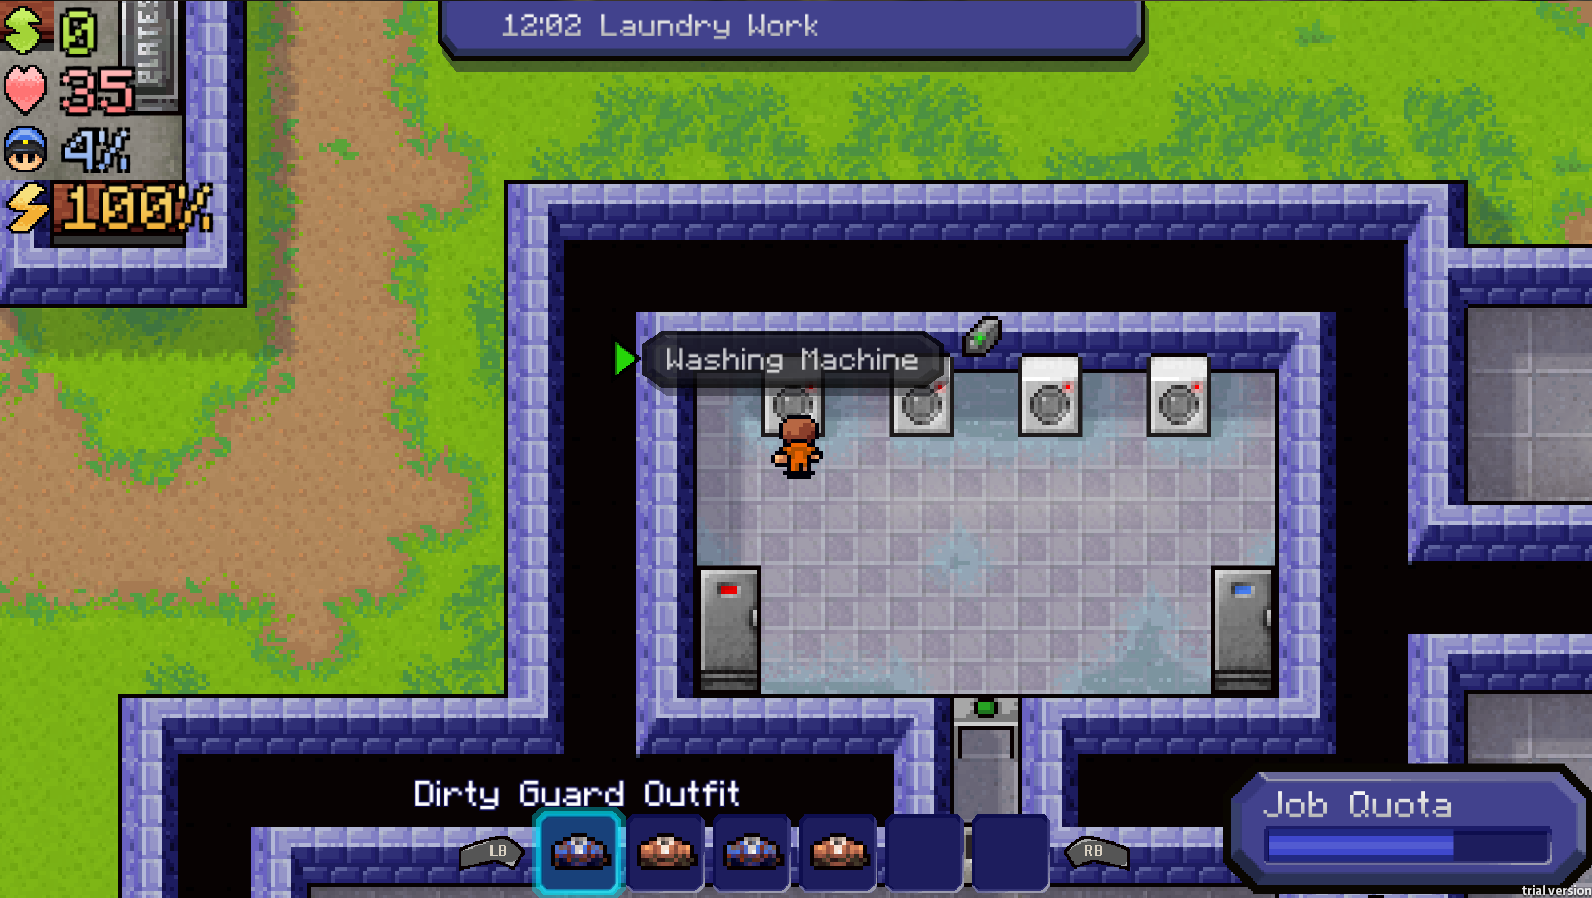 12:02 Laundry Work
0
PLATES
35
4%
100%
Washing Machine
Dirty Guard Outfit
LB
RB
Job Quota
trial version